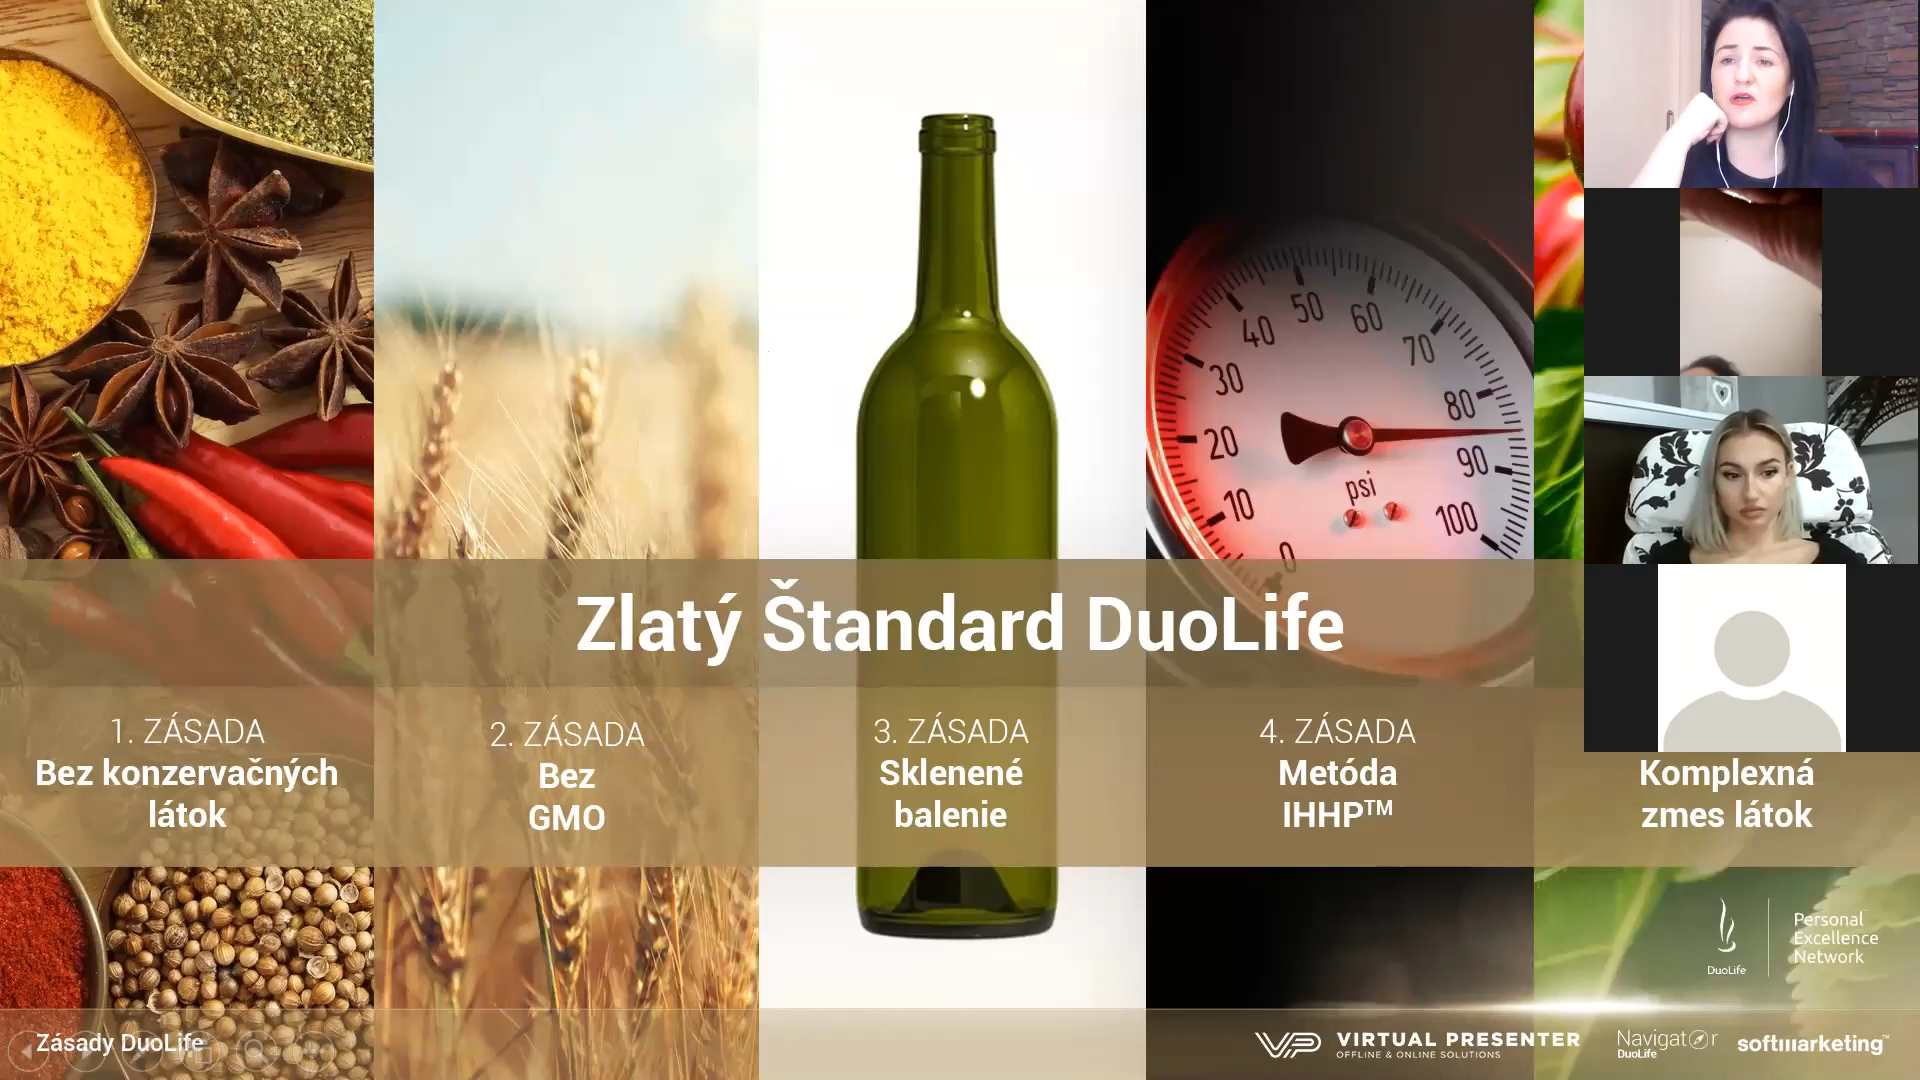 50
40
60
30
70
20
80
10
90
0
100
psi
Zlatý Štandard DuoLife
1. ZÁSADA
Bez konzervačných
látok
2. ZÁSADA
Bez
GMO
3. ZÁSADA
Sklenené
balenie
4. ZÁSADA
Metóda
IHHP™
Komplexná
zmes látok
DuoLife
Personal
Excellence
Network
Zásady DuoLife
VP VIRTUAL PRESENTER
OFFLINE & ONLINE SOLUTIONS
Navigator
DuoLife
softmarketing™